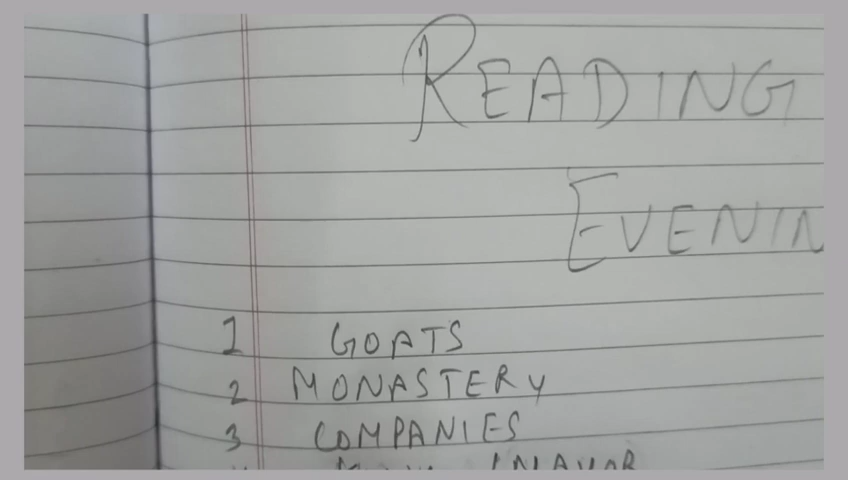 READING
EVENIN
1 GOATS
2 MONASTERY
3 COMPANIES